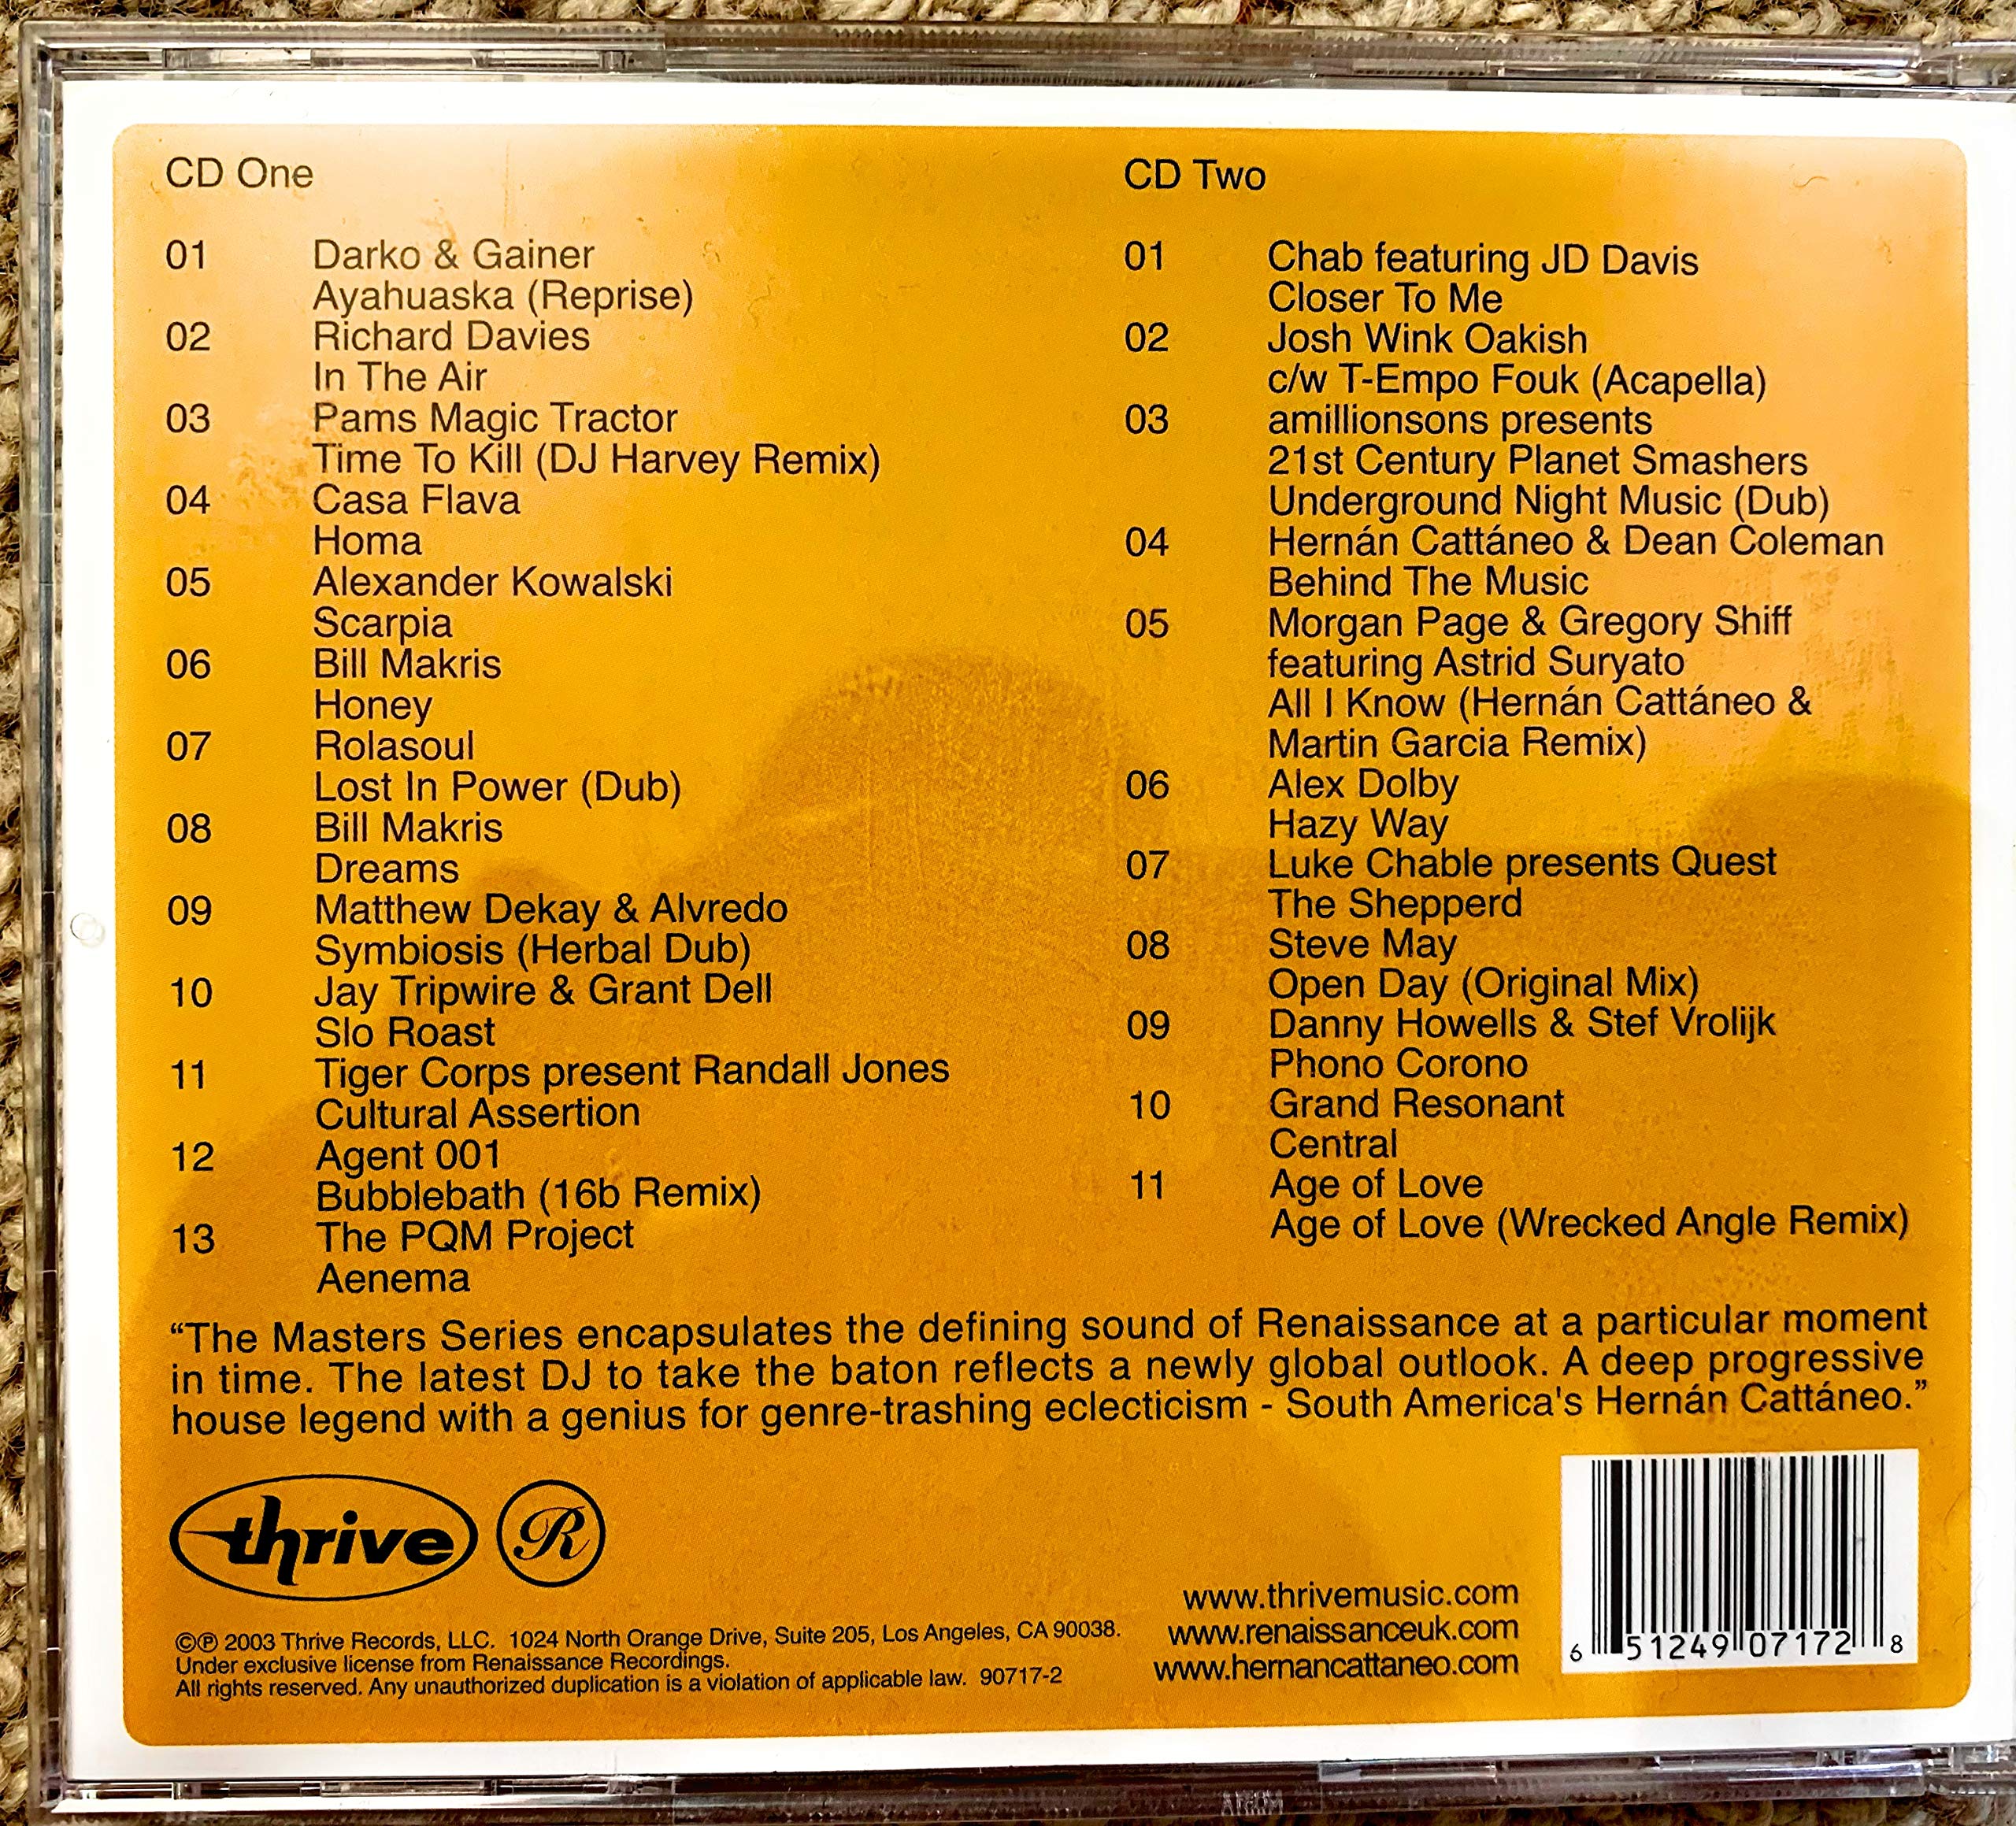 CD One
01 Darko & Gainer
Ayahuaska (Reprise)
02 Richard Davies
In The Air
03 Pams Magic Tractor
Time To Kill (DJ Harvey Remix)
04 Casa Flava
Homa
05 Alexander Kowalski
Scarpia
06 Bill Makris
Honey
07 Rolasoul
Lost In Power (Dub)
08 Bill Makris
Dreams
09 Matthew Dekay & Alvredo
Symbiosis (Herbal Dub)
10 Jay Tripwire & Grant Dell
Slo Roast
11 Tiger Corps present Randall Jones
Cultural Assertion
12 Agent 001
Bubblebath (16b Remix)
13 The PQM Project
Aenema
CD Two
01 Chab featuring JD Davis
Closer To Me
02 Josh Wink Oakish
c/w T-Empo Fouk (Acapella)
03 amillionsons presents
21st Century Planet Smashers
Underground Night Music (Dub)
04 Hernán Cattáneo & Dean Coleman
Behind The Music
05 Morgan Page & Gregory Shiff
featuring Astrid Suryato
All I Know (Hernán Cattáneo &
Martin Garcia Remix)
06 Alex Dolby
Hazy Way
07 Luke Chable presents Quest
The Shepperd
08 Steve May
Open Day (Original Mix)
09 Danny Howells & Stef Vrolijk
Phono Corono
10 Grand Resonant
Central
11 Age of Love
Age of Love (Wrecked Angle Remix)
“The Masters Series encapsulates the defining sound of Renaissance at a particular moment
in time. The latest DJ to take the baton reflects a newly global outlook. A deep progressive
house legend with a genius for genre-trashing eclecticism - South America's Hernán Cattáneo.”
thrive R
©℗ 2003 Thrive Records, LLC. 1024 North Orange Drive, Suite 205, Los Angeles, CA 90038.
Under exclusive license from Renaissance Recordings.
All rights reserved. Any unauthorized duplication is a violation of applicable law. 90717-2
www.thrivemusic.com
www.renaissanceuk.com
www.hernancattaneo.com
6 51249 07172 8